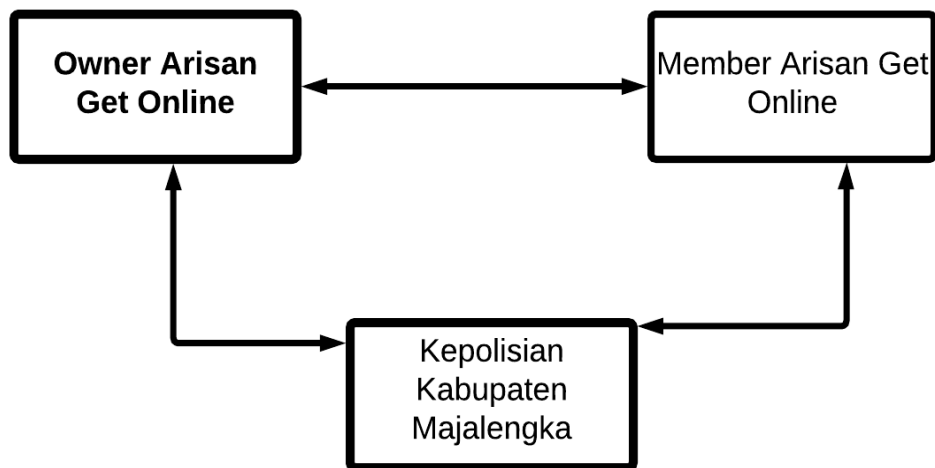 Owner Arisan
Get Online
Member Arisan Get
Online
Kepolisian
Kabupaten
Majalengka